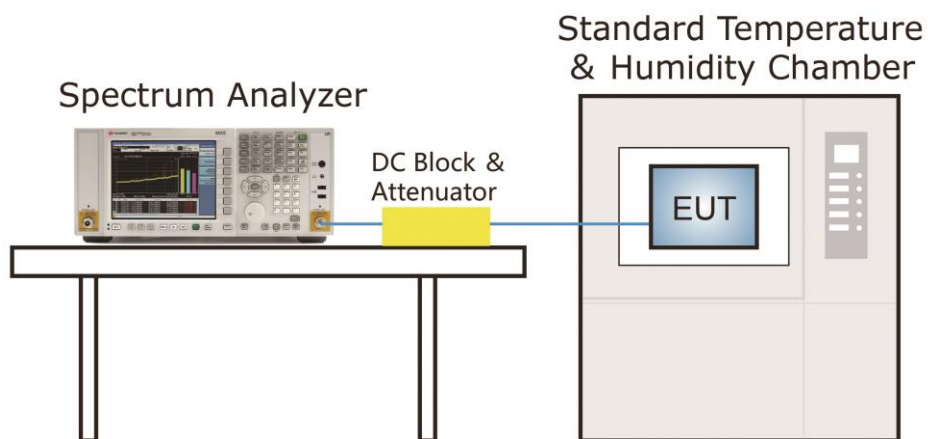 Standard Temperature
& Humidity Chamber
Spectrum Analyzer
DC Block &
Attenuator
EUT